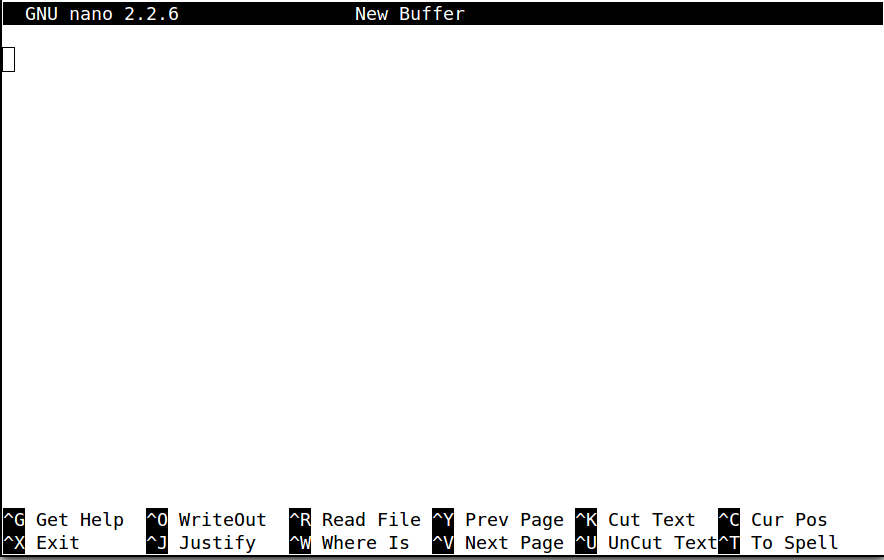 GNU nano 2.2.6 New Buffer
^G Get Help ^O WriteOut ^R Read File ^Y Prev Page ^K Cut Text ^C Cur Pos
^X Exit ^J Justify ^W Where Is ^V Next Page ^U UnCut Text^T To Spell